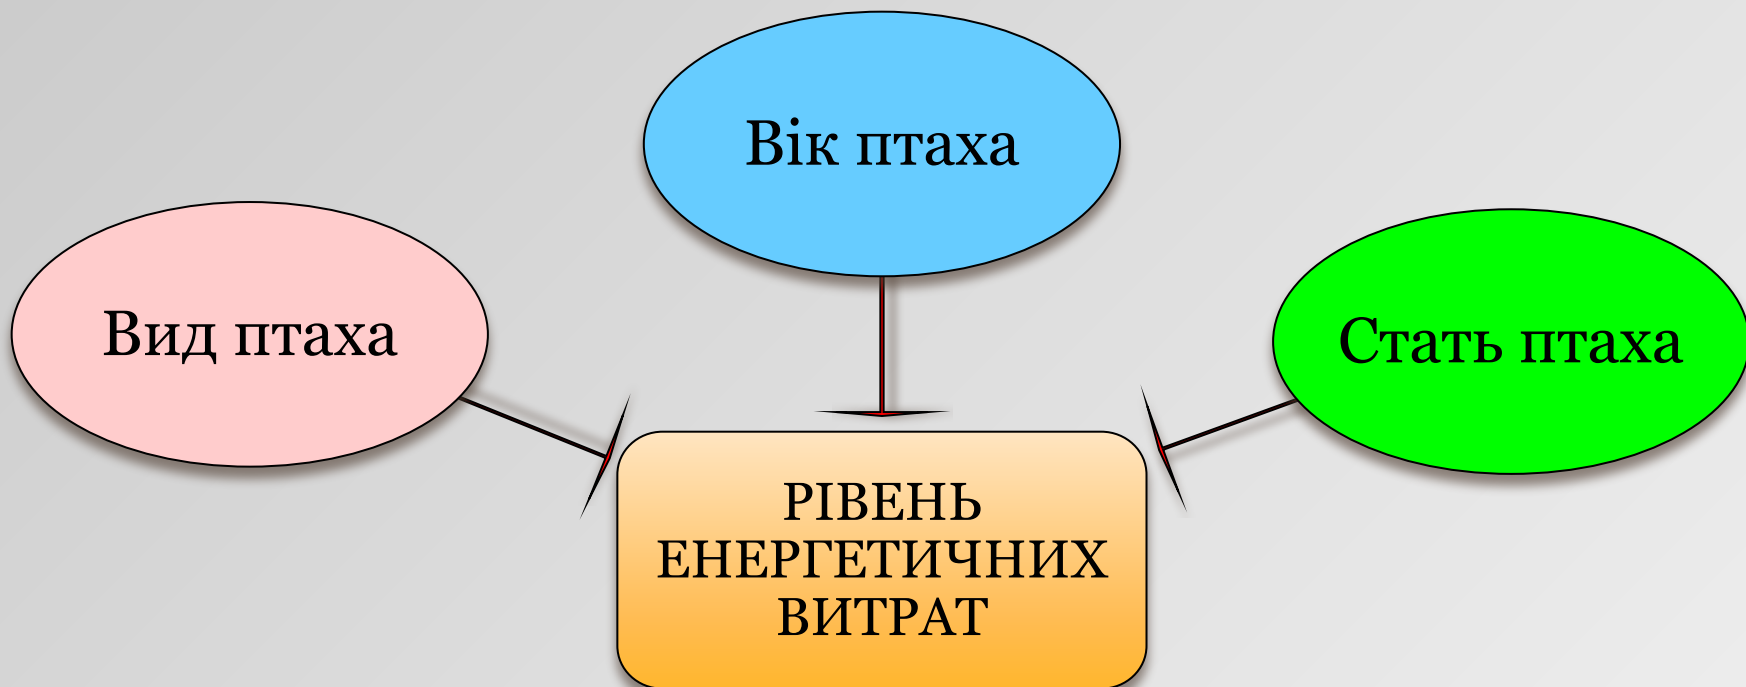 Вік птаха
Вид птаха
Стать птаха
РІВЕНЬ
ЕНЕРГЕТИЧНИХ
ВИТРАТ